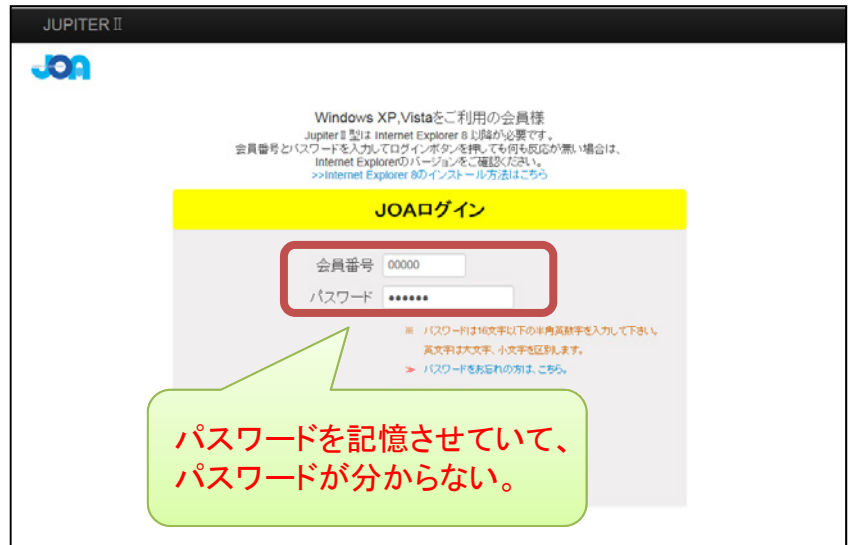 JUPITER Ⅱ
JOA
Windows XP,Vistaをご利用の会員様
JupiterⅡ型は Internet Explorer 8 以降が必要です。
会員番号とパスワードを入力してログインボタンを押しても何も反応が無い場合は、
Internet Explorerのバージョンをご確認ください。
>>Internet Explorer 8のインストール方法はこちら
JOAログイン
会員番号 00000
パスワード ••••••
※ パスワードは16文字以下の半角英数字を入力して下さい。
英文字は大文字、小文字を区別します。
≫ パスワードをお忘れの方は、こちら。
パスワードを記憶させていて、
パスワードが分からない。